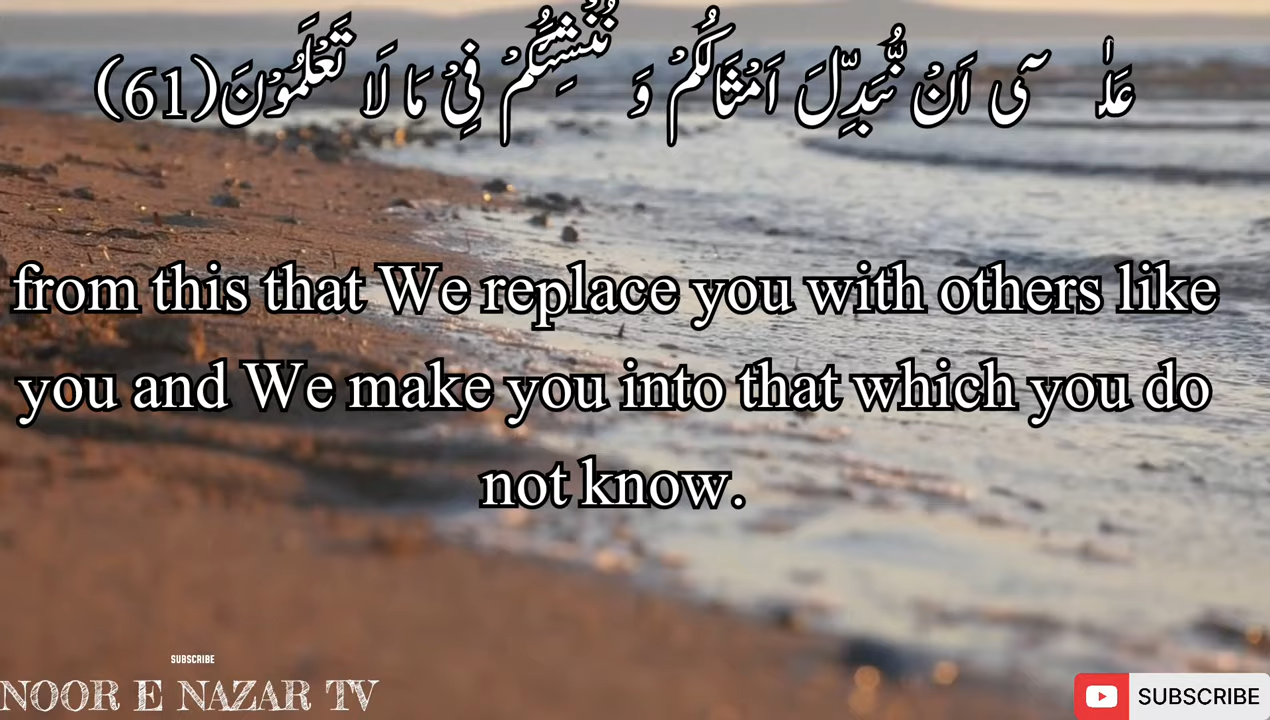 عَلٰۤى اَنْ نُّبَدِّلَ اَمْثَالَكُمْ وَ نُنْشِئَكُمْ فِیْ مَا لَا تَعْلَمُوْنَ(61)
from this that We replace you with others like
you and We make you into that which you do
not know.
SUBSCRIBE
NOOR E NAZAR TV
SUBSCRIBE